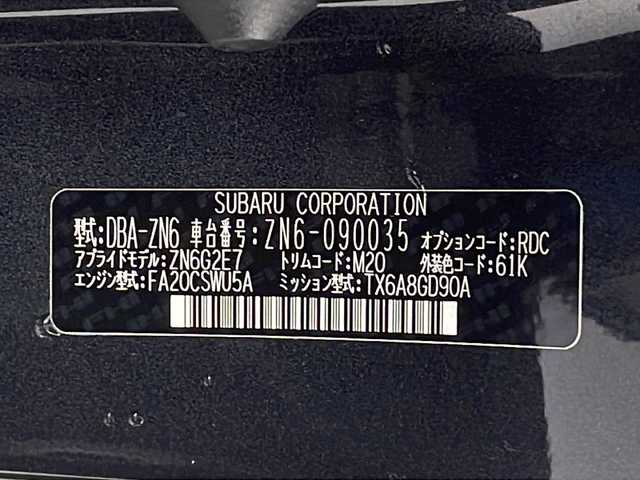 SUBARU CORPORATION
型式:DBA-ZN6 車台番号:ZN6-090035 オプションコード:RDC
アプライドモデル:ZN6G2E7 トリムコード:M20 外装色コード:61K
エンジン型式:FA20CSWU5A ミッション型式:TX6A8GD90A